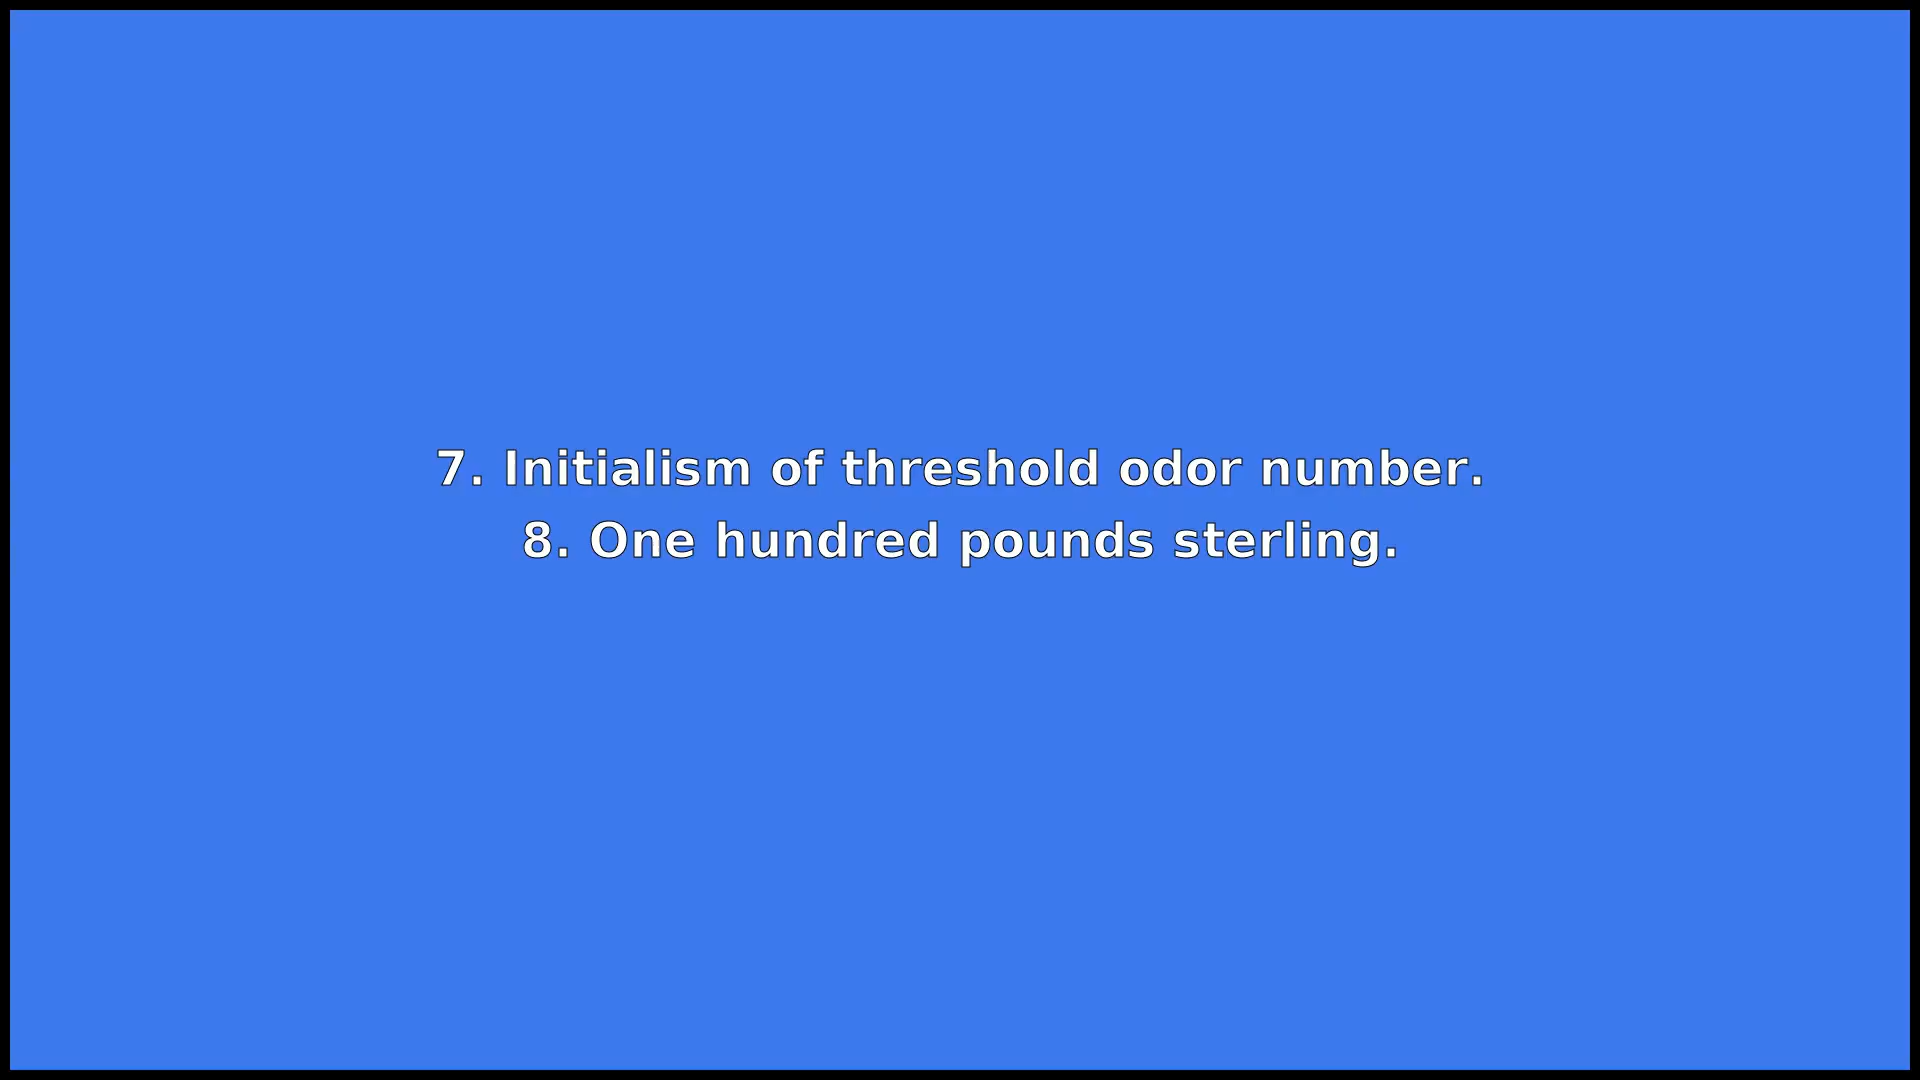 7. Initialism of threshold odor number.
8. One hundred pounds sterling.